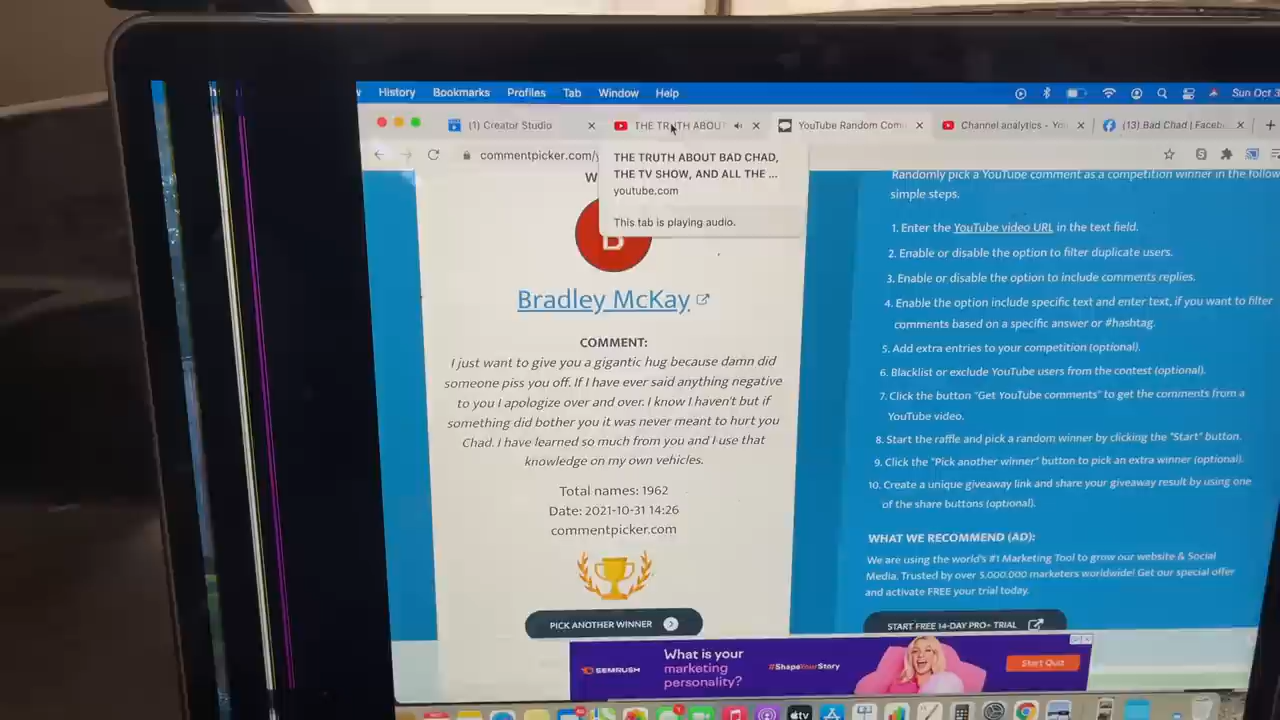 History Bookmarks Profiles Tab Window Help Sun Oct 3
(1) Creator Studio THE TRUTH ABOUT YouTube Random Com Channel analytics - Yo (13) Bad Chad | Faceb
commentpicker.com/y
THE TRUTH ABOUT BAD CHAD,
THE TV SHOW, AND ALL THE ...
youtube.com
This tab is playing audio.
W
B
Bradley McKay
COMMENT:
I just want to give you a gigantic hug because damn did
someone piss you off. If I have ever said anything negative
to you I apologize over and over. I know I haven't but if
something did bother you it was never meant to hurt you
Chad. I have learned so much from you and I use that
knowledge on my own vehicles.
Total names: 1962
Date: 2021-10-31 14:26
commentpicker.com
PICK ANOTHER WINNER
Randomly pick a YouTube comment as a competition winner in the follow
simple steps.
1. Enter the YouTube video URL in the text field.
2. Enable or disable the option to filter duplicate users.
3. Enable or disable the option to include comments replies.
4. Enable the option include specific text and enter text, if you want to filter
comments based on a specific answer or #hashtag.
5. Add extra entries to your competition (optional).
6. Blacklist or exclude YouTube users from the contest (optional).
7. Click the button "Get YouTube comments" to get the comments from a
YouTube video.
8. Start the raffle and pick a random winner by clicking the "Start" button.
9. Click the "Pick another winner" button to pick an extra winner (optional).
10. Create a unique giveaway link and share your giveaway result by using one
of the share buttons (optional).
WHAT WE RECOMMEND (AD):
We are using the world's #1 Marketing Tool to grow our website & Social
Media. Trusted by over 5.000.000 marketers worldwide! Get our special offer
and activate FREE your trial today.
START FREE 14-DAY PRO+ TRIAL
SEMRUSH
What is your
marketing
personality?
#ShapeYourStory
Start Quiz
tv